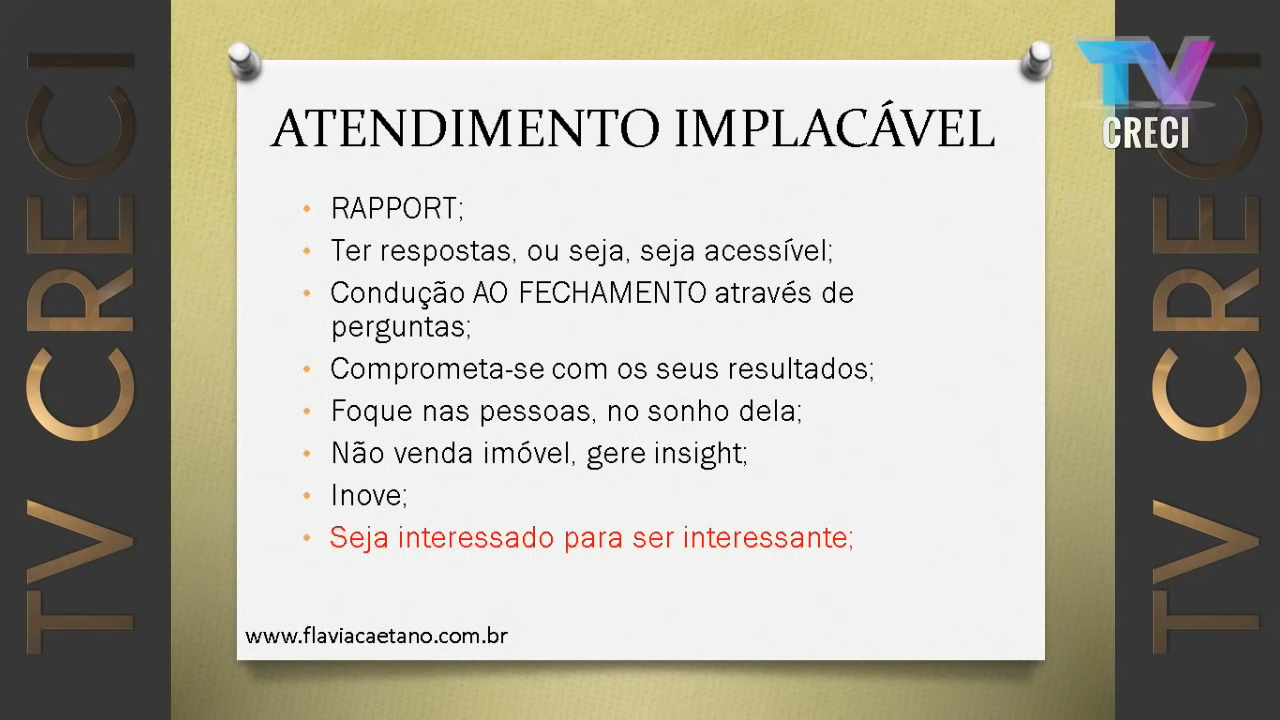 TV CRECI
TV
CRECI
TV CRECI
ATENDIMENTO IMPLACÁVEL
• RAPPORT;
• Ter respostas, ou seja, seja acessível;
• Condução AO FECHAMENTO através de
perguntas;
• Comprometa-se com os seus resultados;
• Foque nas pessoas, no sonho dela;
• Não venda imóvel, gere insight;
• Inove;
• Seja interessado para ser interessante;
www.flaviacaetano.com.br